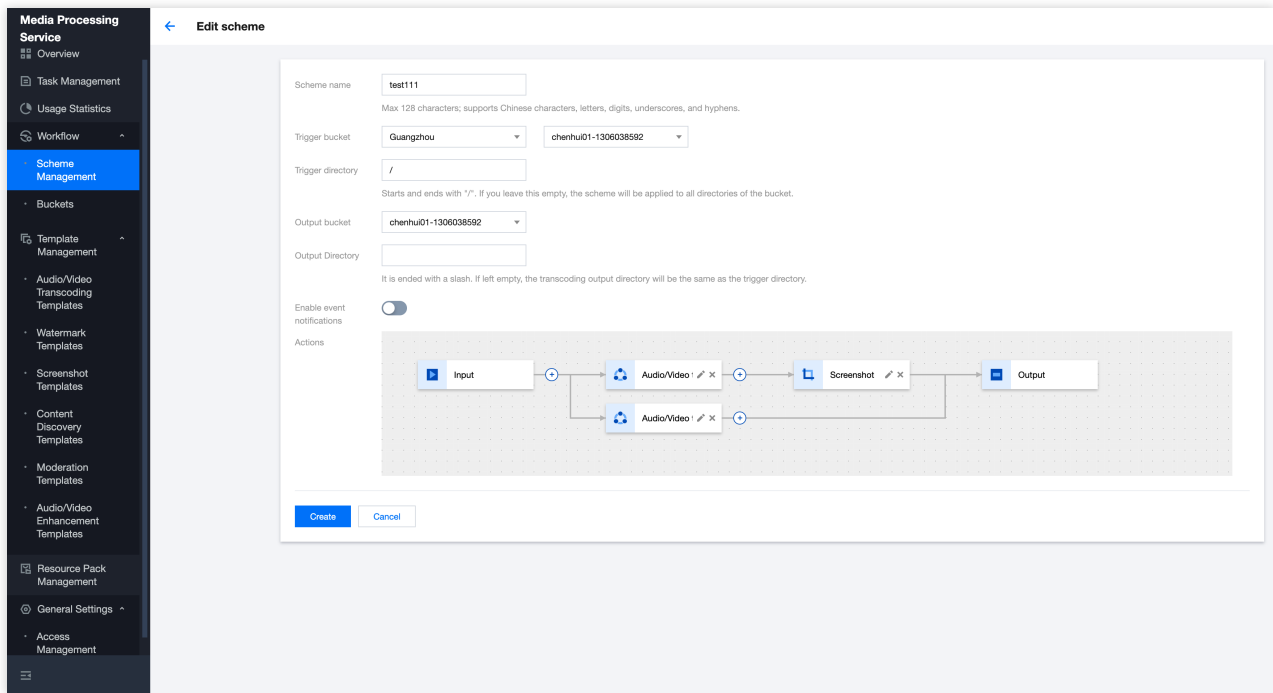 Media Processing
Service
Overview
Task Management
Usage Statistics
Workflow
Scheme
Management
Buckets
Template
Management
Audio/Video
Transcoding
Templates
Watermark
Templates
Screenshot
Templates
Content
Discovery
Templates
Moderation
Templates
Audio/Video
Enhancement
Templates
Resource Pack
Management
General Settings
Access
Management
Edit scheme
Scheme name
test111
Max 128 characters; supports Chinese characters, letters, digits, underscores, and hyphens.
Trigger bucket
Guangzhou
chenhui01-1306038592
Trigger directory
/
Starts and ends with "/". If you leave this empty, the scheme will be applied to all directories of the bucket.
Output bucket
chenhui01-1306038592
Output Directory
It is ended with a slash. If left empty, the transcoding output directory will be the same as the trigger directory.
Enable event
notifications
Actions
Input
Audio/Video
Screenshot
Output
Audio/Video
Create
Cancel